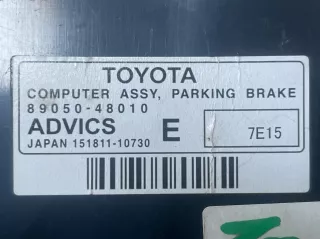 TOYOTA
COMPUTER ASSY, PARKING BRAKE
89050-48010
ADVICS E 7E15
JAPAN 151811-10730